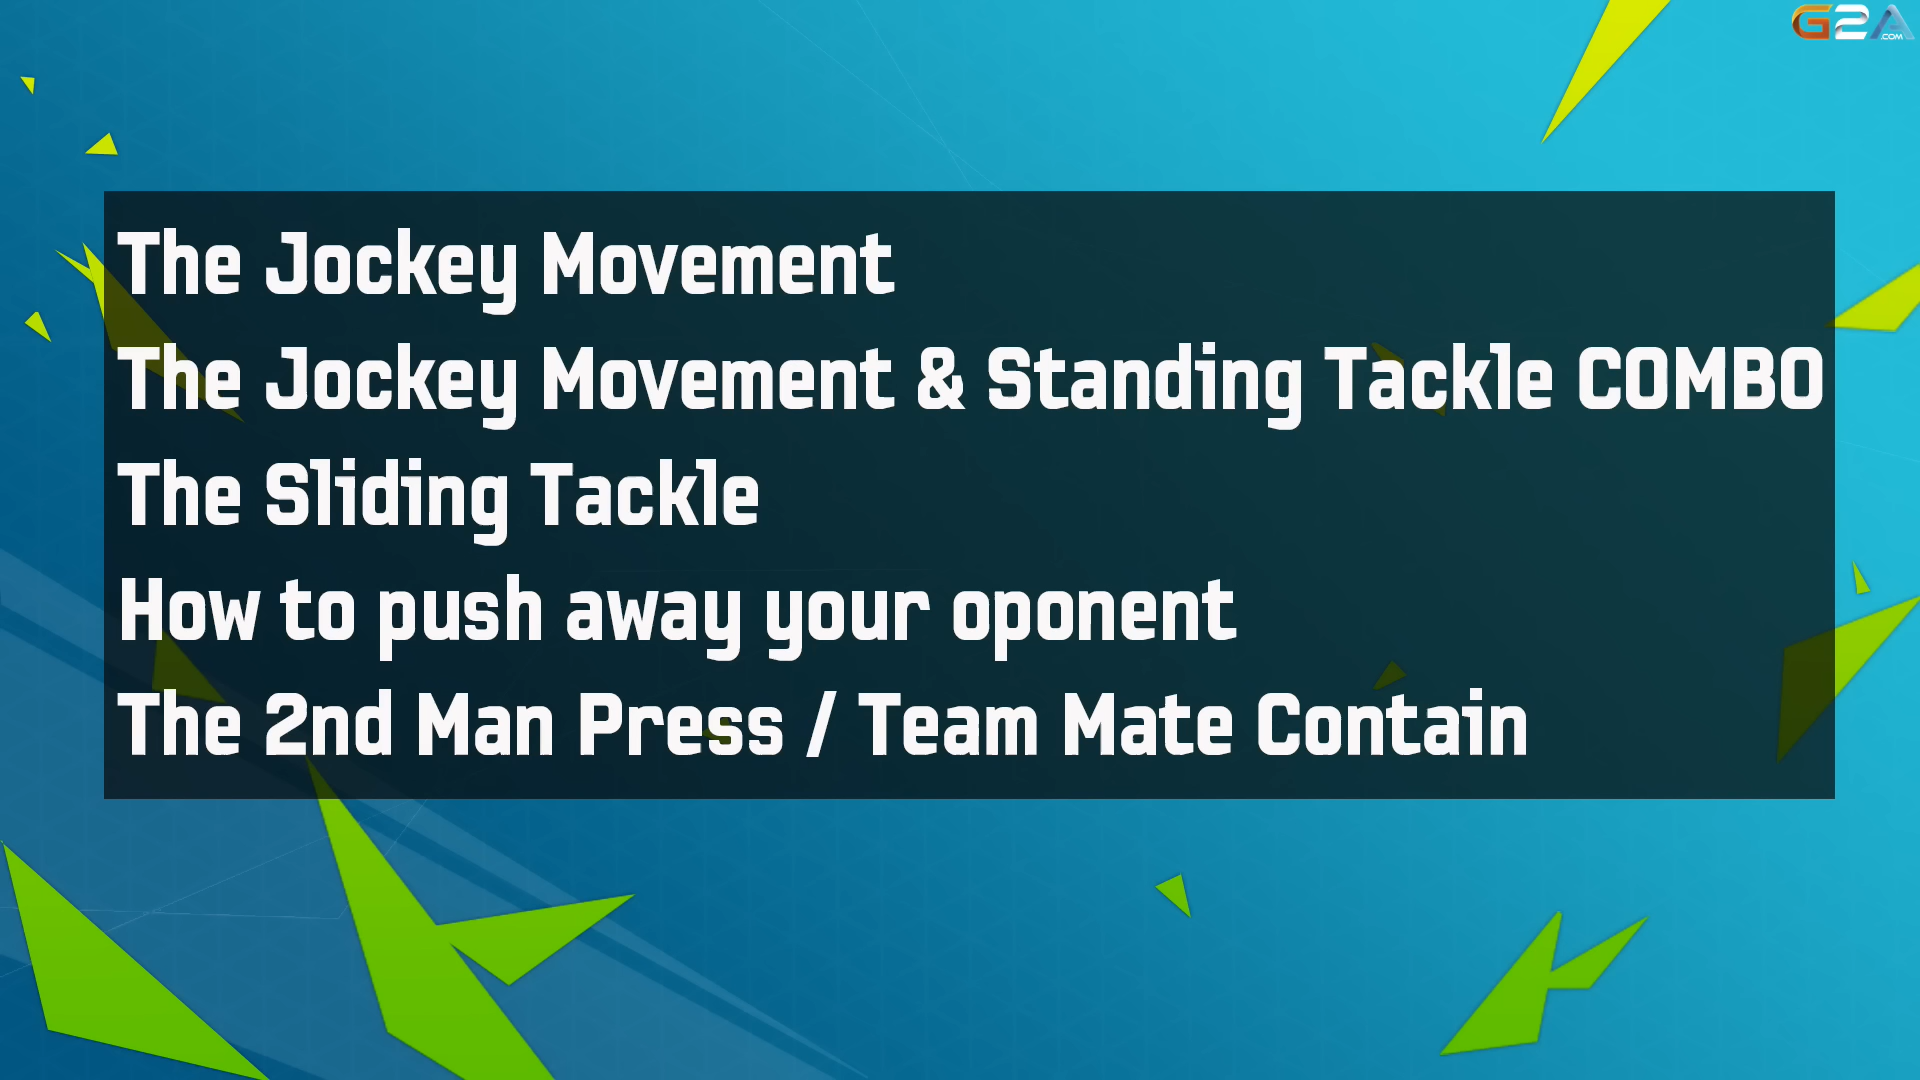 G2A
.COM
The Jockey Movement
The Jockey Movement & Standing Tackle COMBO
The Sliding Tackle
How to push away your oponent
The 2nd Man Press / Team Mate Contain